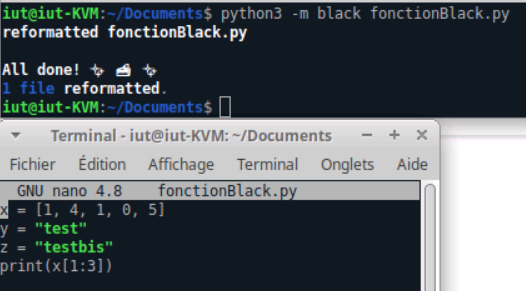 iut@iut-KVM:~/Documents$ python3 -m black fonctionBlack.py
reformatted fonctionBlack.py
All done! ✨ 🍰 ✨
1 file reformatted.
iut@iut-KVM:~/Documents$
Terminal - iut@iut-KVM: ~/Documents
Fichier Édition Affichage Terminal Onglets Aide
GNU nano 4.8 fonctionBlack.py
x = [1, 4, 1, 0, 5]
y = "test"
z = "testbis"
print(x[1:3])